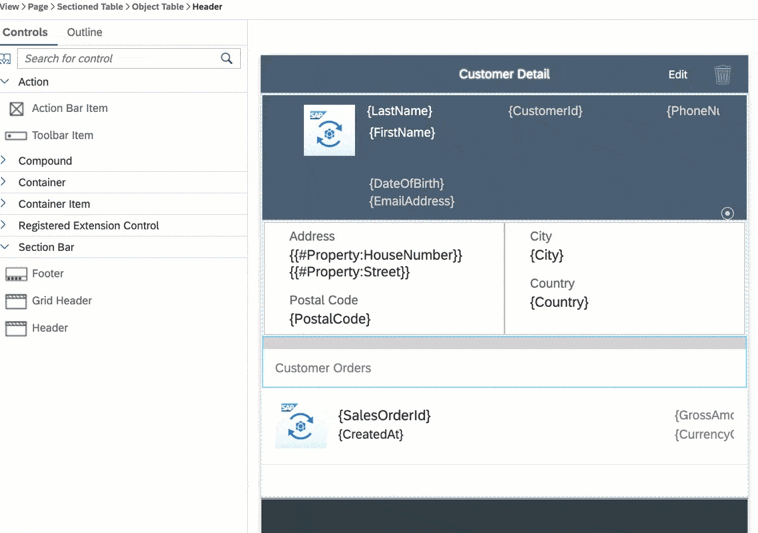 View > Page > Sectioned Table > Object Table > Header
Controls Outline
Search for control
Action
Action Bar Item
Toolbar Item
Compound
Container
Container Item
Registered Extension Control
Section Bar
Footer
Grid Header
Header
Customer Detail Edit
SAP
{LastName} {CustomerId} {PhoneNu
{FirstName}
{DateOfBirth}
{EmailAddress}
Address
{{#Property:HouseNumber}}
{{#Property:Street}}
Postal Code
{PostalCode}
City
{City}
Country
{Country}
Customer Orders
SAP
{SalesOrderId} {GrossAmo
{CreatedAt} {CurrencyC